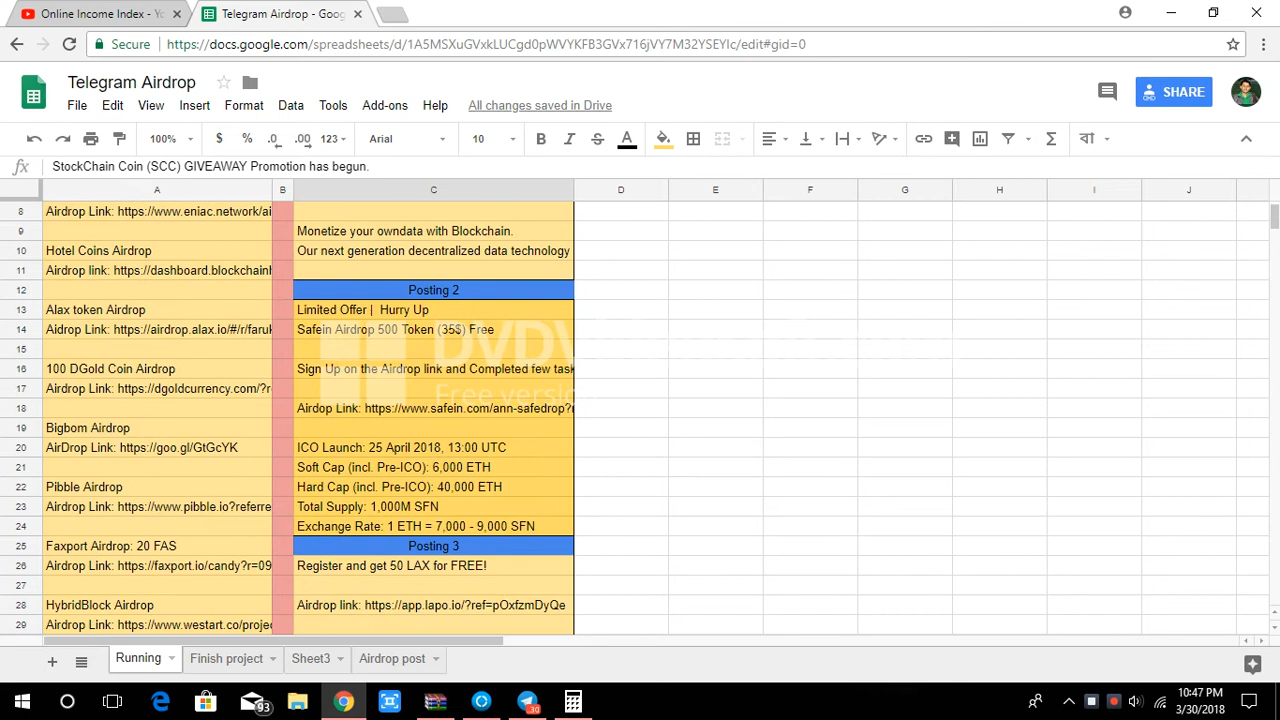 Online Income Index - Yo
Telegram Airdrop - Goog
Secure
https://docs.google.com/spreadsheets/d/1A5MSXuGVxkLUCgd0pWVYKFB3GVx716jVY7M32YSEYIc/edit#gid=0
Telegram Airdrop
File Edit View Insert Format Data Tools Add-ons Help All changes saved in Drive
SHARE
100% $ % .0 .00 123 Arial 10 B I S A বা
fx StockChain Coin (SCC) GIVEAWAY Promotion has begun.
A B C D E F G H I J
8 Airdrop Link: https://www.eniac.network/ai
9 Monetize your owndata with Blockchain.
10 Hotel Coins Airdrop Our next generation decentralized data technology
11 Airdrop link: https://dashboard.blockchainh
12 Posting 2
13 Alax token Airdrop Limited Offer | Hurry Up
14 Aidrop Link: https://airdrop.alax.io/#/r/faruk Safein Airdrop 500 Token (35$) Free
15
16 100 DGold Coin Airdrop Sign Up on the Airdrop link and Completed few task
17 Airdrop Link: https://dgoldcurrency.com/?r
18 Airdop Link: https://www.safein.com/ann-safedrop?r
19 Bigbom Airdrop
20 AirDrop Link: https://goo.gl/GtGcYK ICO Launch: 25 April 2018, 13:00 UTC
21 Soft Cap (incl. Pre-ICO): 6,000 ETH
22 Pibble Airdrop Hard Cap (incl. Pre-ICO): 40,000 ETH
23 Airdrop Link: https://www.pibble.io?referre Total Supply: 1,000M SFN
24 Exchange Rate: 1 ETH = 7,000 - 9,000 SFN
25 Faxport Airdrop: 20 FAS Posting 3
26 Airdrop Link: https://faxport.io/candy?r=09 Register and get 50 LAX for FREE!
27
28 HybridBlock Airdrop Airdrop link: https://app.lapo.io/?ref=pOxfzmDyQe
29 Airdrop Link: https://www.westart.co/projec
Free version
Running Finish project Sheet3 Airdrop post
93
30
10:47 PM
3/30/2018